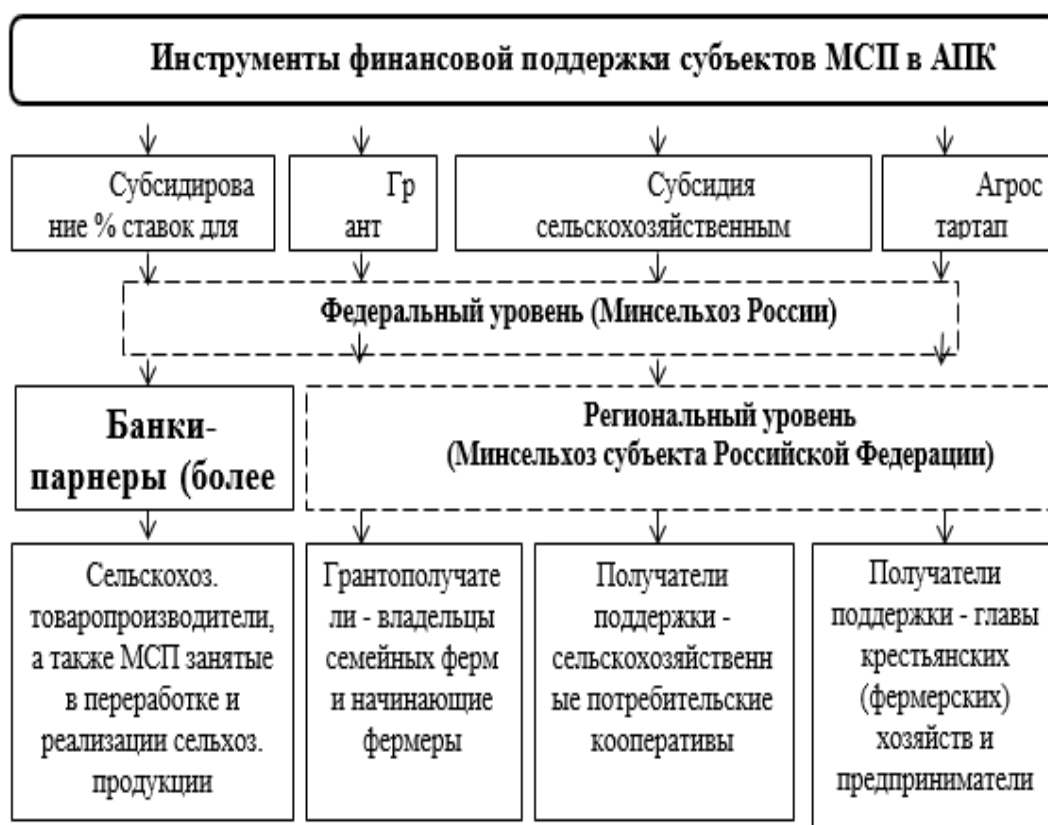 Инструменты финансовой поддержки субъектов МСП в АПК
Субсидирова
ние % ставок для
Гр
ант
Субсидия
сельскохозяйственным
Агрос
тартап
Федеральный уровень (Минсельхоз России)
Банки-
парнеры (более
Региональный уровень
(Минсельхоз субъекта Российской Федерации)
Сельскохоз.
товаропроизводители,
а также МСП занятые
в переработке и
реализации сельхоз.
продукции
Грантополучате
ли - владельцы
семейных ферм
и начинающие
фермеры
Получатели
поддержки -
сельскохозяйственн
ые потребительские
кооперативы
Получатели
поддержки - главы
крестьянских
(фермерских)
хозяйств и
предприниматели